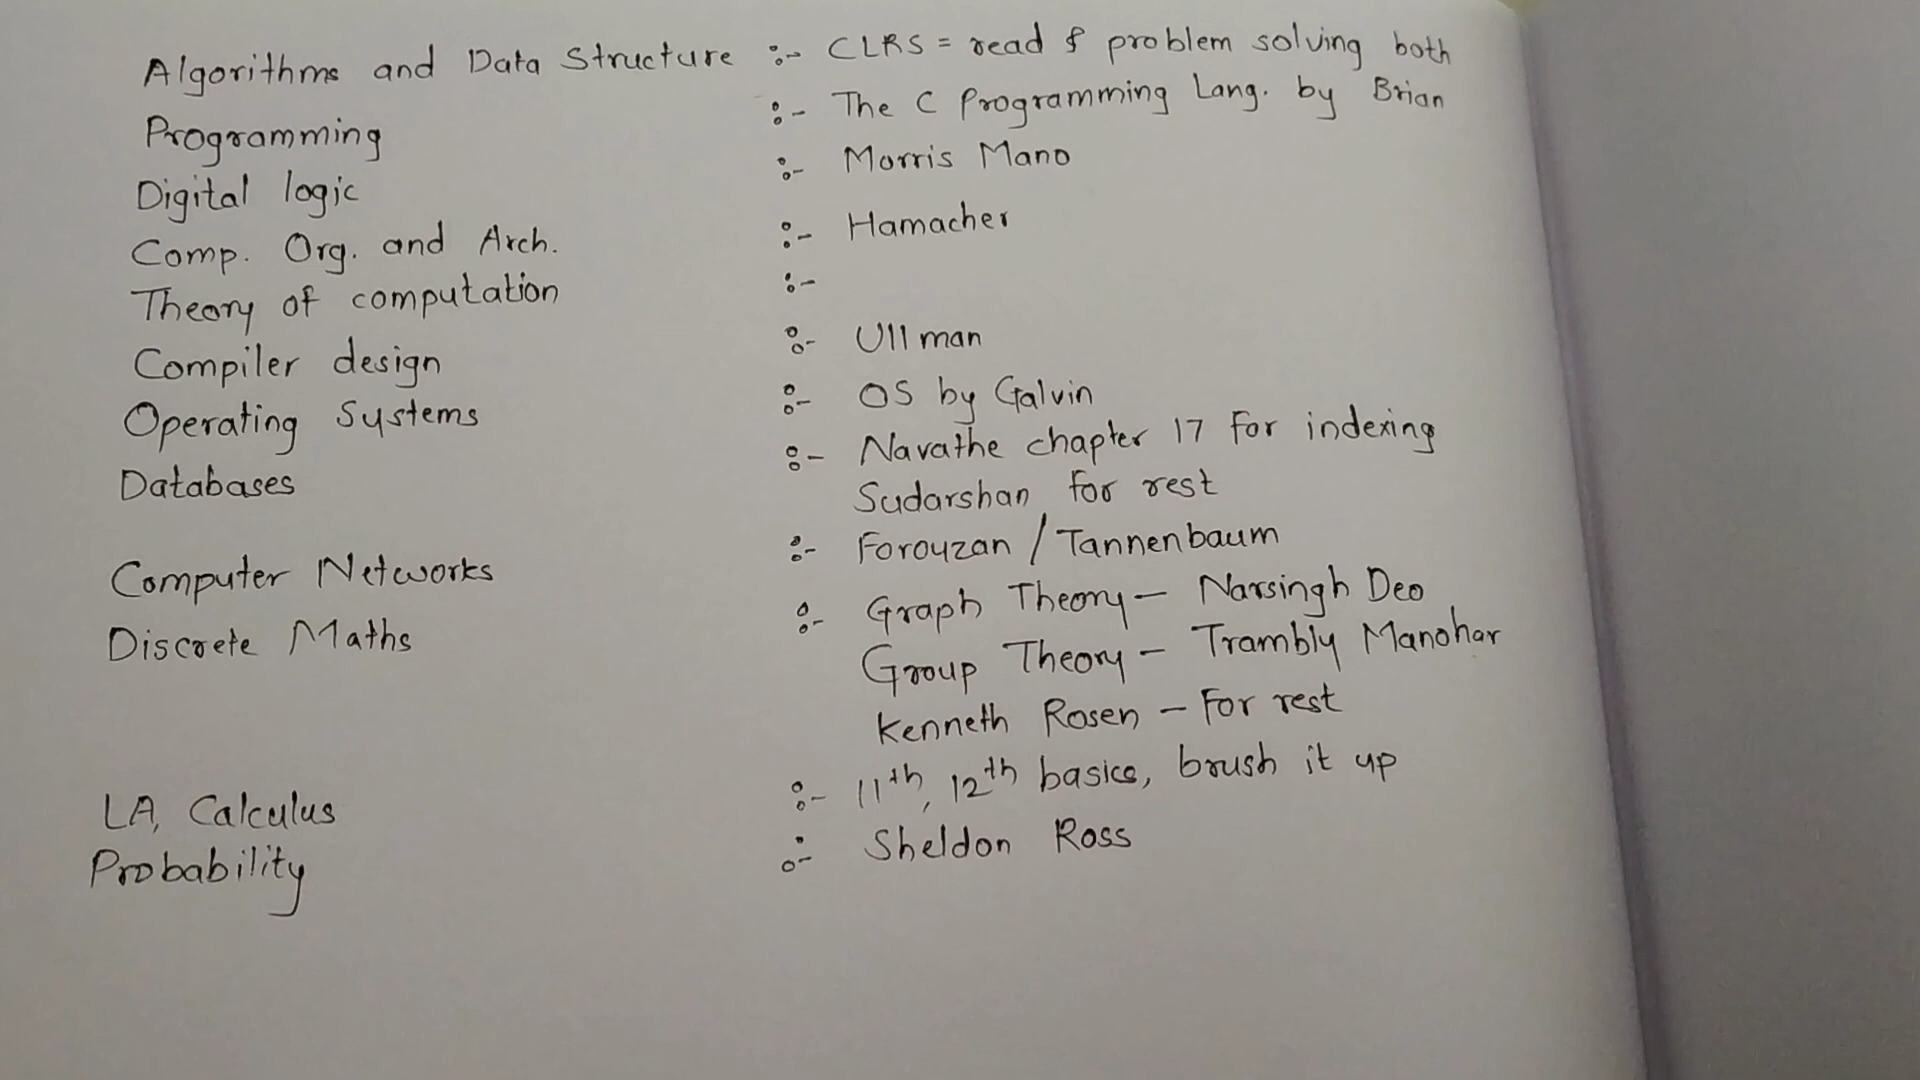 Algorithms and Data Structure :- CLRS = read & problem solving both
Programming :- The C Programming Lang. by Brian
Digital logic :- Morris Mano
Comp. Org. and Arch. :- Hamacher
Theory of computation :-
Compiler design :- Ullman
Operating Systems :- OS by Galvin
Databases :- Navathe chapter 17 for indexing
Sudarshan for rest
Computer Networks :- Forouzan / Tannenbaum
Discrete Maths :- Graph Theory - Narsingh Deo
Group Theory - Trambly Manohar
Kenneth Rosen - For rest
LA, Calculus :- 11th, 12th basics, brush it up
Probability :- Sheldon Ross